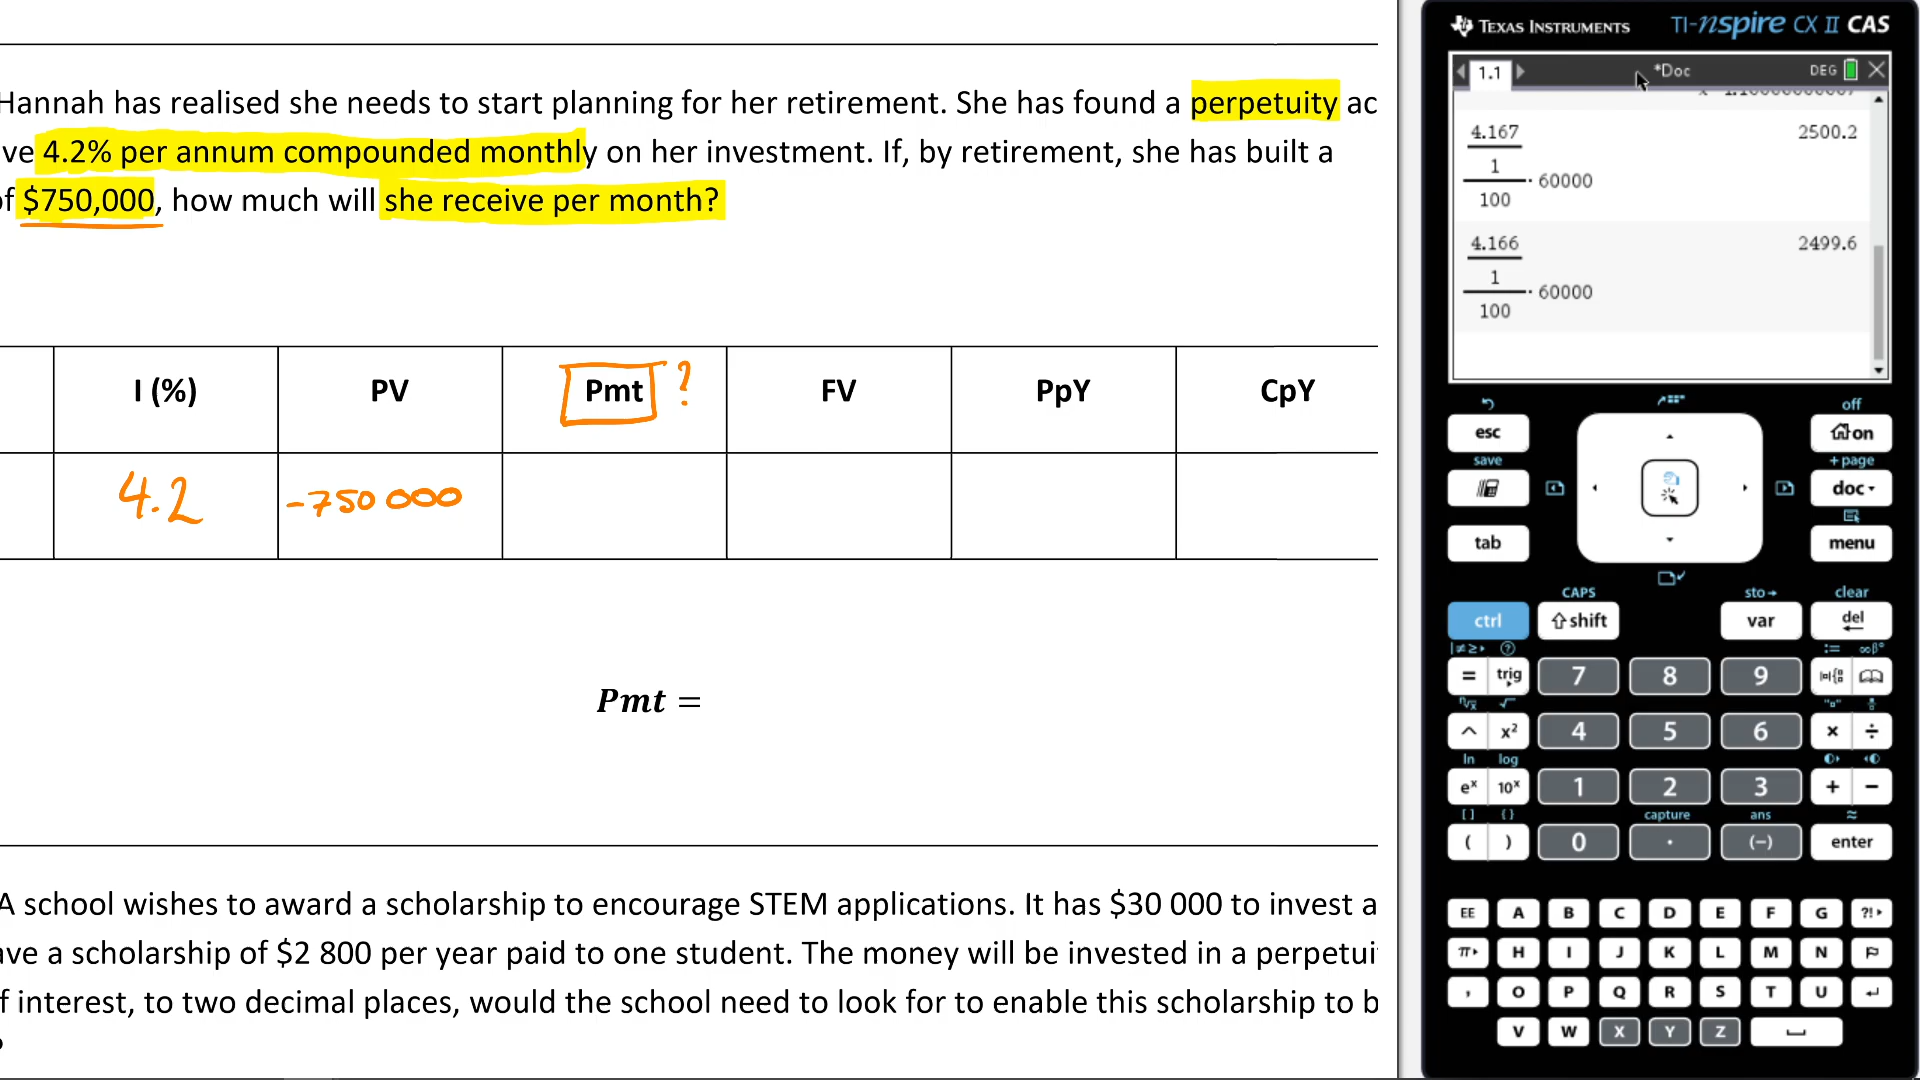 Hannah has realised she needs to start planning for her retirement. She has found a perpetuity ac
ve 4.2% per annum compounded monthly on her investment. If, by retirement, she has built a
of $750,000, how much will she receive per month?
I (%) PV Pmt ? FV PpY CpY
4.2 -750 000
Pmt =
A school wishes to award a scholarship to encourage STEM applications. It has $30 000 to invest a
ave a scholarship of $2 800 per year paid to one student. The money will be invested in a perpetui
f interest, to two decimal places, would the school need to look for to enable this scholarship to b
TEXAS INSTRUMENTS TI-nspire CX II CAS
1.1 *Doc DEG
4.167 2500.2
1
100
· 60000
4.166 2499.6
1
100
· 60000
off
esc on
save + page
doc
tab menu
CAPS sto→ clear
ctrl shift var del
= trig 7 8 9
^ x² 4 5 6 × ÷
ln log
eˣ 10ˣ 1 2 3 + −
[ ] { } capture ans ≈
( ) 0 . (−) enter
EE A B C D E F G ?!
π H I J K L M N
, O P Q R S T U
V W X Y Z